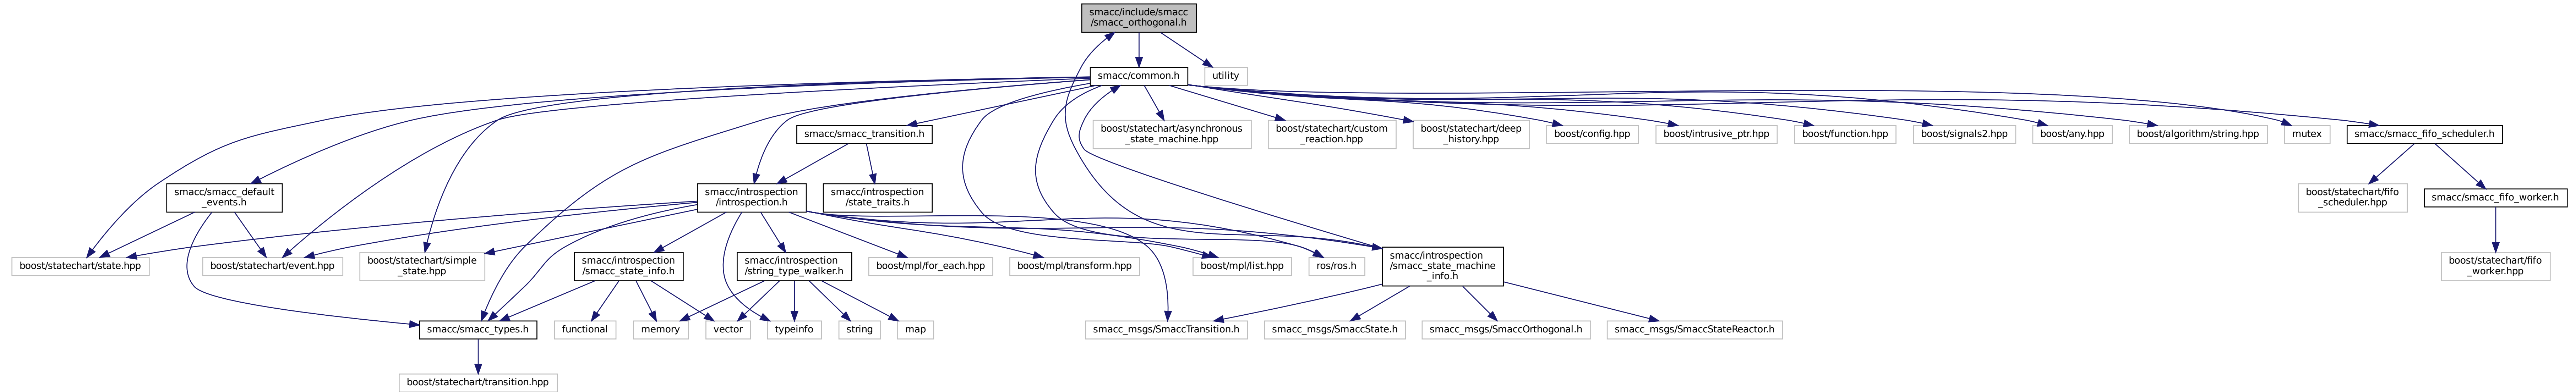 smacc/include/smacc
/smacc_orthogonal.h
smacc/common.h
utility
smacc/smacc_transition.h
boost/statechart/asynchronous
_state_machine.hpp
boost/statechart/custom
_reaction.hpp
boost/statechart/deep
_history.hpp
boost/config.hpp
boost/intrusive_ptr.hpp
boost/function.hpp
boost/signals2.hpp
boost/any.hpp
boost/algorithm/string.hpp
mutex
smacc/smacc_fifo_scheduler.h
smacc/smacc_default
_events.h
smacc/introspection
/introspection.h
smacc/introspection
/state_traits.h
boost/statechart/fifo
_scheduler.hpp
smacc/smacc_fifo_worker.h
boost/statechart/state.hpp
boost/statechart/event.hpp
boost/statechart/simple
_state.hpp
smacc/introspection
/smacc_state_info.h
smacc/introspection
/string_type_walker.h
boost/mpl/for_each.hpp
boost/mpl/transform.hpp
boost/mpl/list.hpp
ros/ros.h
smacc/introspection
/smacc_state_machine
_info.h
boost/statechart/fifo
_worker.hpp
smacc/smacc_types.h
functional
memory
vector
typeinfo
string
map
smacc_msgs/SmaccTransition.h
smacc_msgs/SmaccState.h
smacc_msgs/SmaccOrthogonal.h
smacc_msgs/SmaccStateReactor.h
boost/statechart/transition.hpp